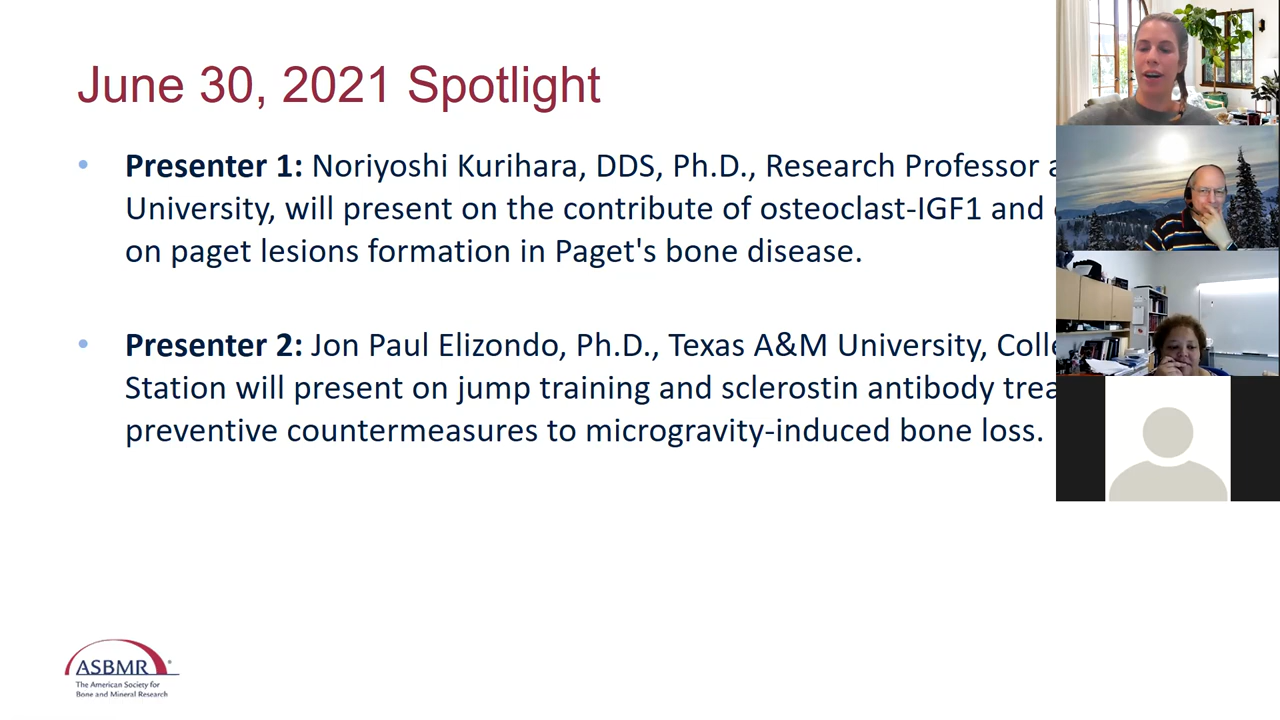 June 30, 2021 Spotlight
• Presenter 1: Noriyoshi Kurihara, DDS, Ph.D., Research Professor
University, will present on the contribute of osteoclast-IGF1 and
on paget lesions formation in Paget's bone disease.
• Presenter 2: Jon Paul Elizondo, Ph.D., Texas A&M University,
Station will present on jump training and sclerostin antibody
preventive countermeasures to microgravity-induced bone loss.
ASBMR®
The American Society for
Bone and Mineral Research